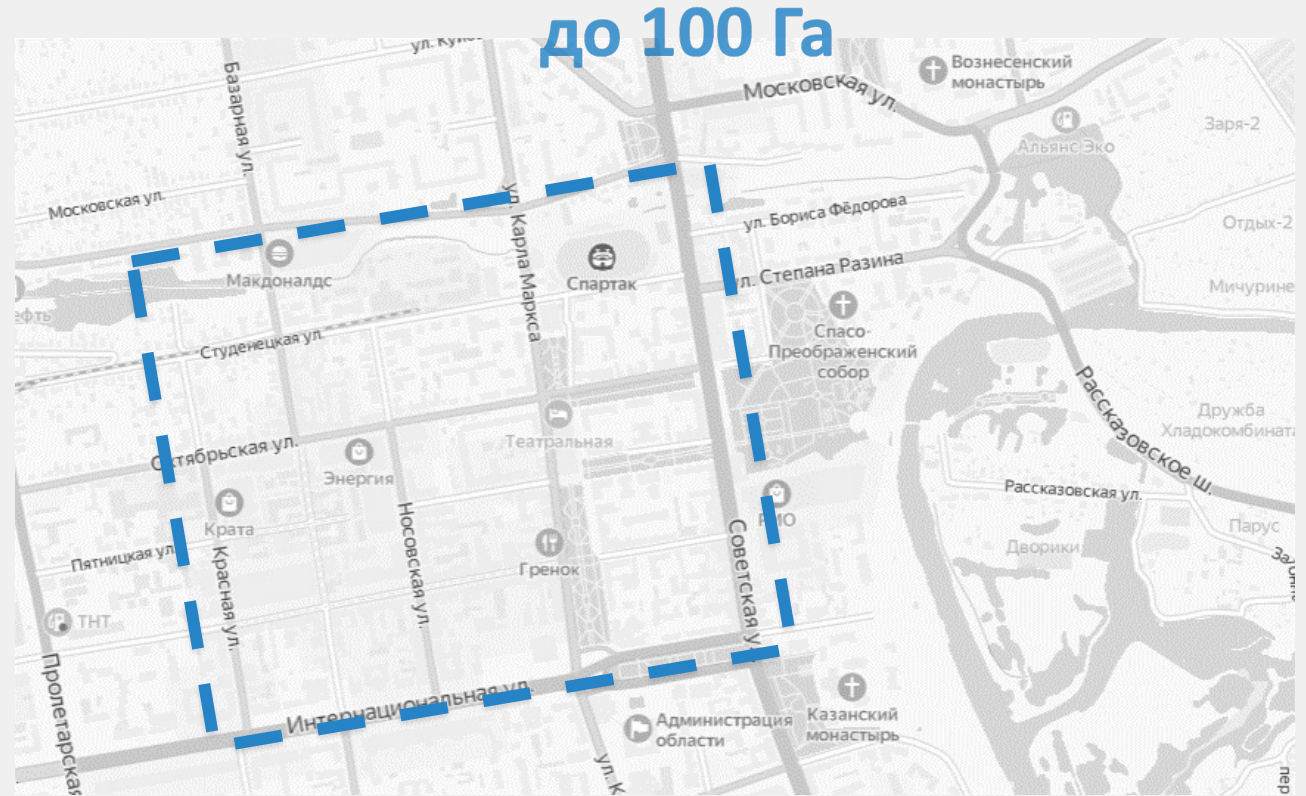 до 100 Га
Базарная ул.
Вознесенский
монастырь
Московская ул.
Заря-2
Альянс Эко
Московская ул.
ул. Карла Маркса
ул. Бориса Фёдорова
Отдых-2
Макдоналдс
Спартак
ул. Степана Разина
Мичурине
ефть
Студенецкая ул.
Спасо-
Преображенский
собор
Рассказовское ш.
Дружба
Хладокомбината
Октябрьская ул.
Театральная
Энергия
Крата
Носовская ул.
РИО
Рассказовская ул.
Парус
Пятницкая ул.
Красная ул.
Гренок
Советская ул.
Дворики
ТНТ
Пролетарская
Интернациональная ул.
Администрация
области
Казанский
монастырь
ул. К
пер